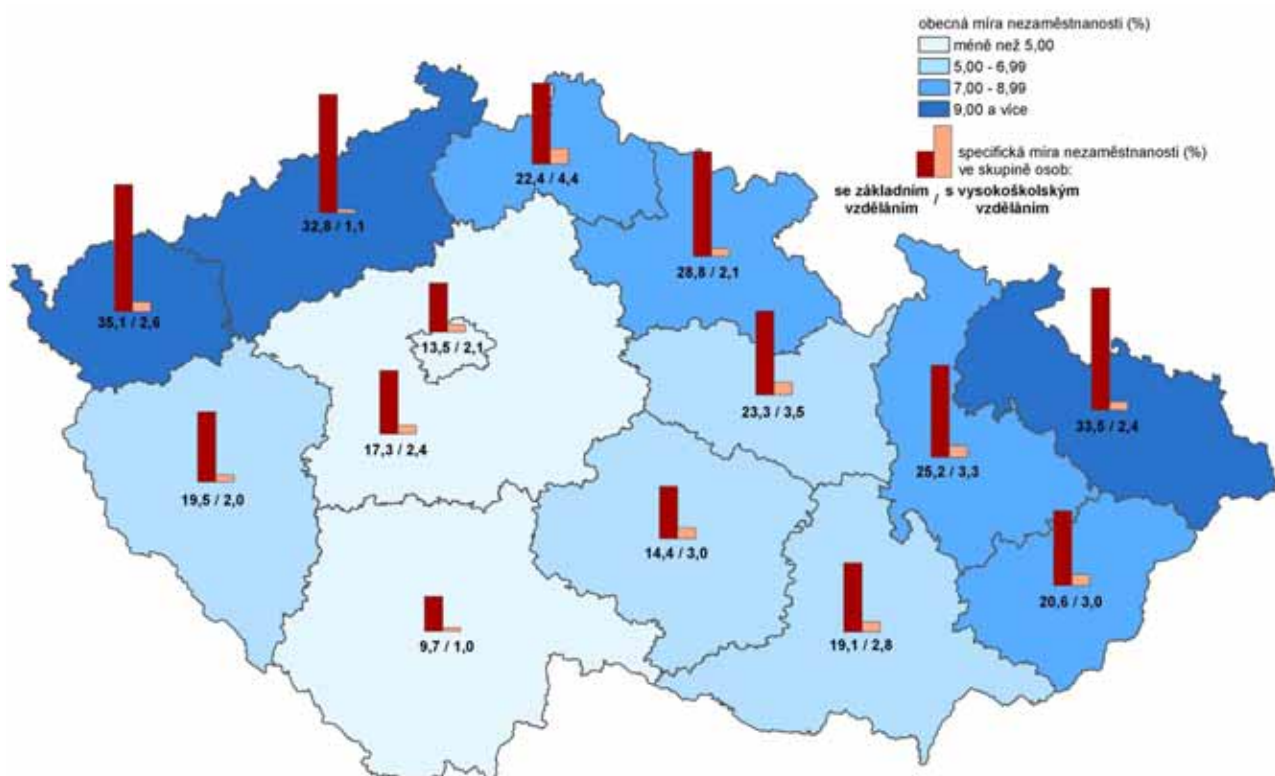 obecná míra nezaměstnanosti (%)
méně než 5,00
5,00 - 6,99
7,00 - 8,99
9,00 a více
specifická míra nezaměstnanosti (%)
ve skupině osob:
se základním / s vysokoškolským
vzděláním vzděláním
22,4 / 4,4
32,8 / 1,1
28,8 / 2,1
35,1 / 2,6
13,5 / 2,1
23,3 / 3,5
33,5 / 2,4
17,3 / 2,4
25,2 / 3,3
19,5 / 2,0
14,4 / 3,0
20,6 / 3,0
9,7 / 1,0
19,1 / 2,8